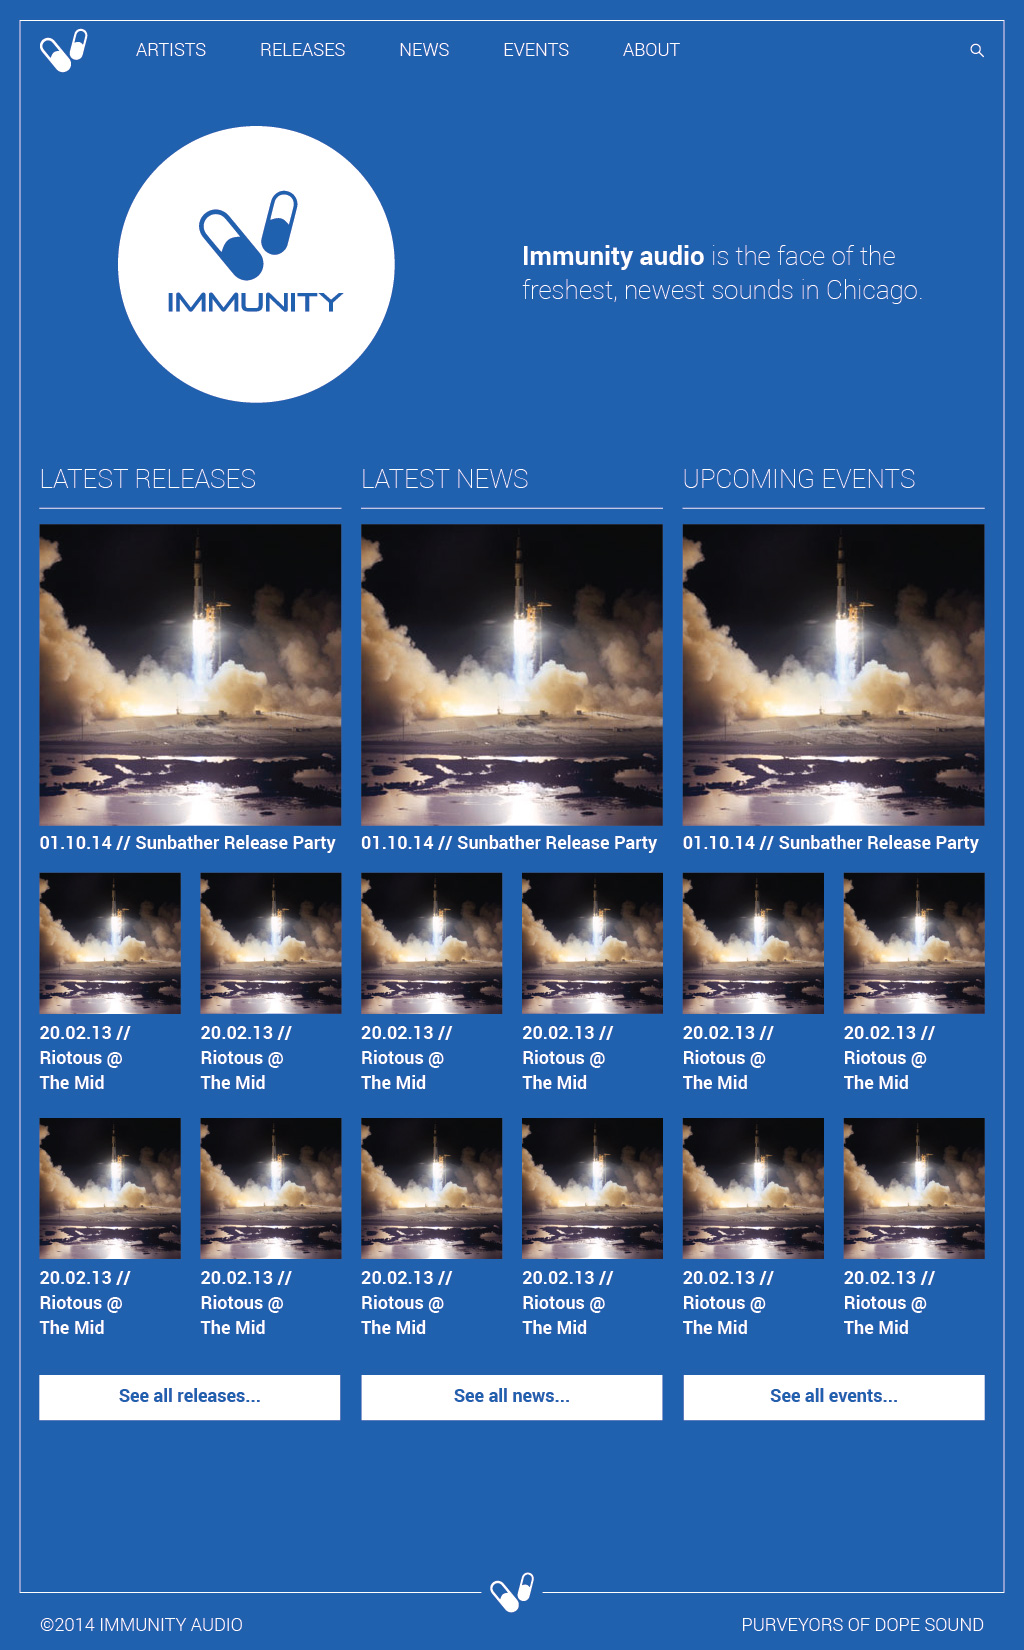 ARTISTS RELEASES NEWS EVENTS ABOUT
IMMUNITY
Immunity audio is the face of the
freshest, newest sounds in Chicago.
LATEST RELEASES LATEST NEWS UPCOMING EVENTS
01.10.14 // Sunbather Release Party 01.10.14 // Sunbather Release Party 01.10.14 // Sunbather Release Party
20.02.13 // 20.02.13 // 20.02.13 // 20.02.13 // 20.02.13 // 20.02.13 //
Riotous @ Riotous @ Riotous @ Riotous @ Riotous @ Riotous @
The Mid The Mid The Mid The Mid The Mid The Mid
20.02.13 // 20.02.13 // 20.02.13 // 20.02.13 // 20.02.13 // 20.02.13 //
Riotous @ Riotous @ Riotous @ Riotous @ Riotous @ Riotous @
The Mid The Mid The Mid The Mid The Mid The Mid
See all releases... See all news... See all events...
©2014 IMMUNITY AUDIO PURVEYORS OF DOPE SOUND